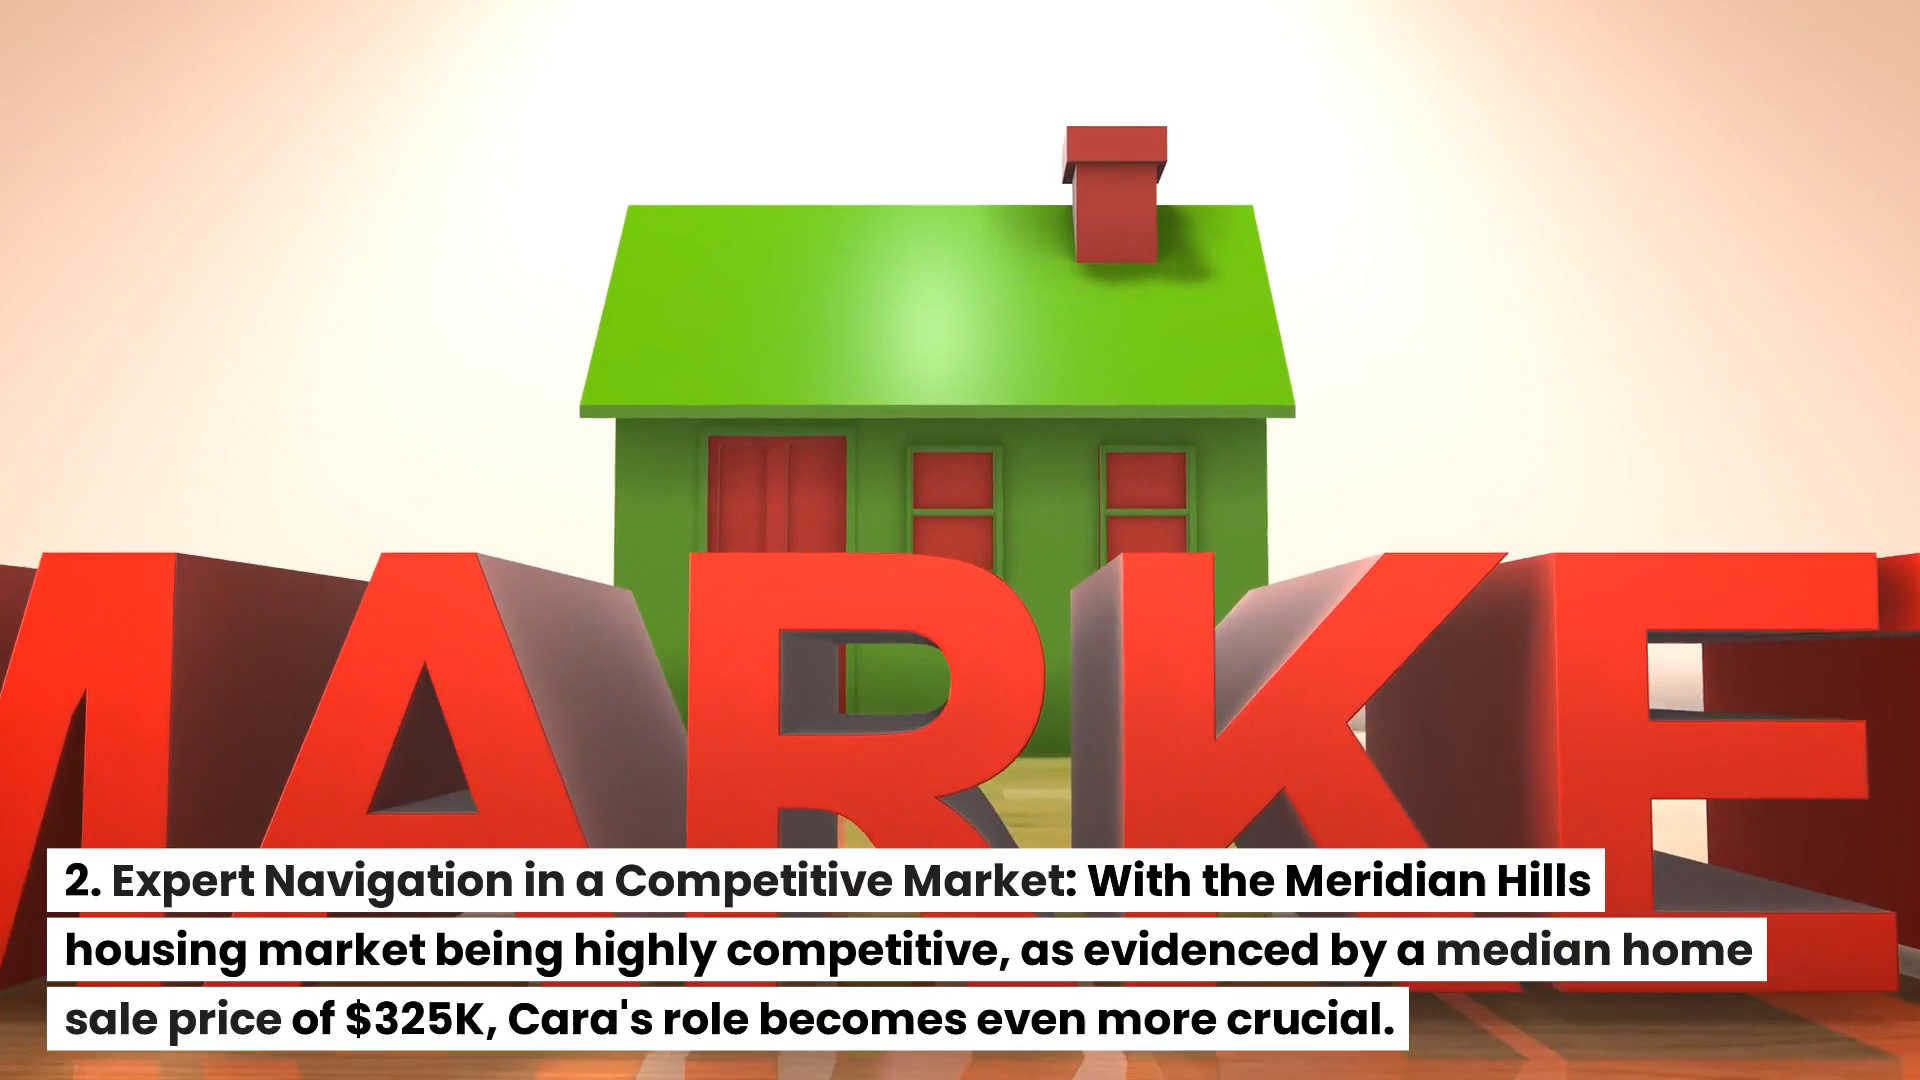 MARKE
2. Expert Navigation in a Competitive Market: With the Meridian Hills
housing market being highly competitive, as evidenced by a median home
sale price of $325K, Cara's role becomes even more crucial.